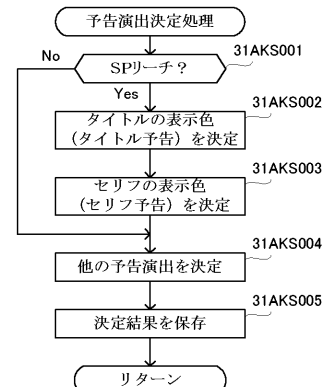 予告演出決定処理
31AKS001
No
SPリーチ？
Yes
31AKS002
タイトルの表示色
（タイトル予告）を決定
31AKS003
セリフの表示色
（セリフ予告）を決定
31AKS004
他の予告演出を決定
31AKS005
決定結果を保存
リターン